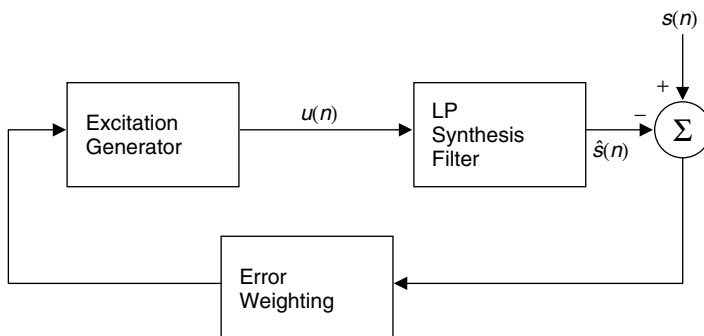 s(n)
+
Excitation
Generator
u(n)
LP
Synthesis
Filter
−
Σ
ŝ(n)
Error
Weighting